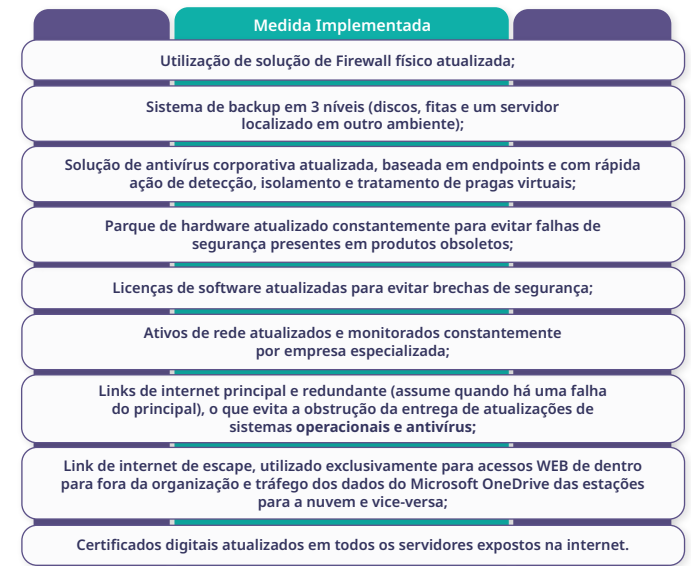 Medida Implementada
Utilização de solução de Firewall físico atualizada;
Sistema de backup em 3 níveis (discos, fitas e um servidor
localizado em outro ambiente);
Solução de antivírus corporativa atualizada, baseada em endpoints e com rápida
ação de detecção, isolamento e tratamento de pragas virtuais;
Parque de hardware atualizado constantemente para evitar falhas de
segurança presentes em produtos obsoletos;
Licenças de software atualizadas para evitar brechas de segurança;
Ativos de rede atualizados e monitorados constantemente
por empresa especializada;
Links de internet principal e redundante (assume quando há uma falha
do principal), o que evita a obstrução da entrega de atualizações de
sistemas operacionais e antivírus;
Link de internet de escape, utilizado exclusivamente para acessos WEB de dentro
para fora da organização e tráfego dos dados do Microsoft OneDrive das estações
para a nuvem e vice-versa;
Certificados digitais atualizados em todos os servidores expostos na internet.